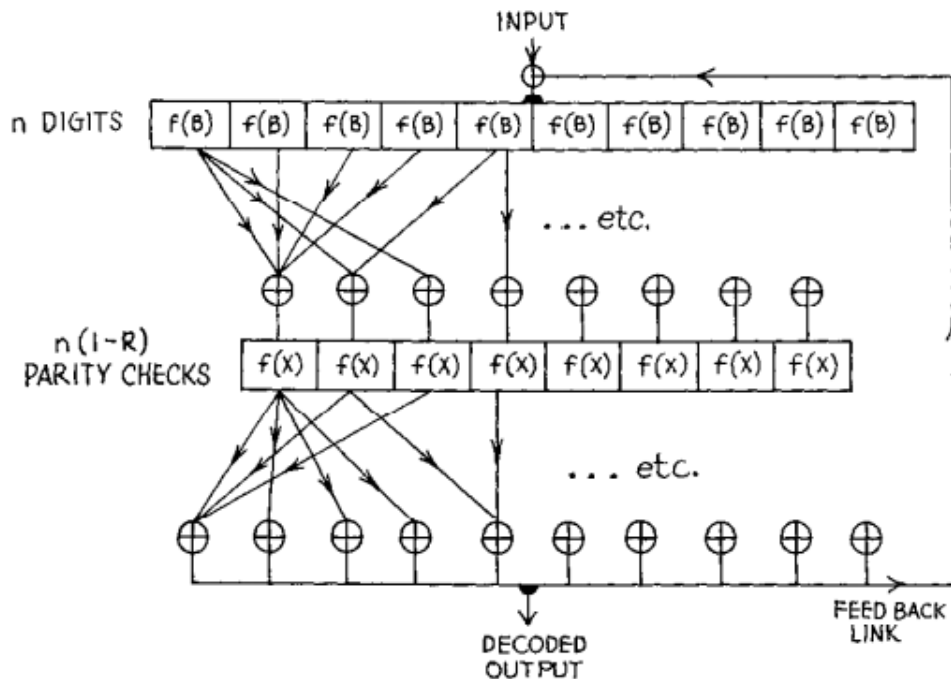 INPUT
n DIGITS
f(B) f(B) f(B) f(B) f(B) f(B) f(B) f(B) f(B) f(B)
... etc.
n(1-R)
PARITY CHECKS
f(X) f(X) f(X) f(X) f(X) f(X) f(X) f(X)
... etc.
DECODED
OUTPUT
FEED BACK
LINK